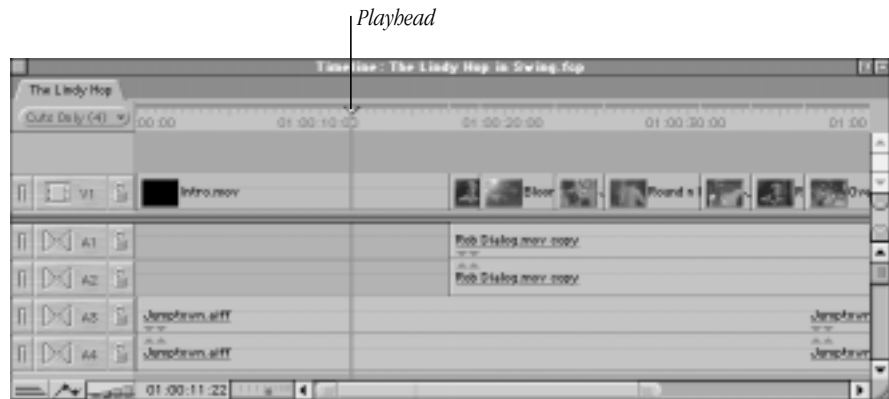 Playhead
Timeline: The Lindy Hop in Swing.fcp
The Lindy Hop
Cuts Only (4)
00:00 01:00:10:00 01:00:20:00 01:00:30:00 01:00
V1 Intro.mov Bloor Round n
A1 Rob Dialog.mov copy
A2 Rob Dialog.mov copy
A3 Jumptown.aiff Jumptown
A4 Jumptown.aiff Jumptown
01:00:11:22